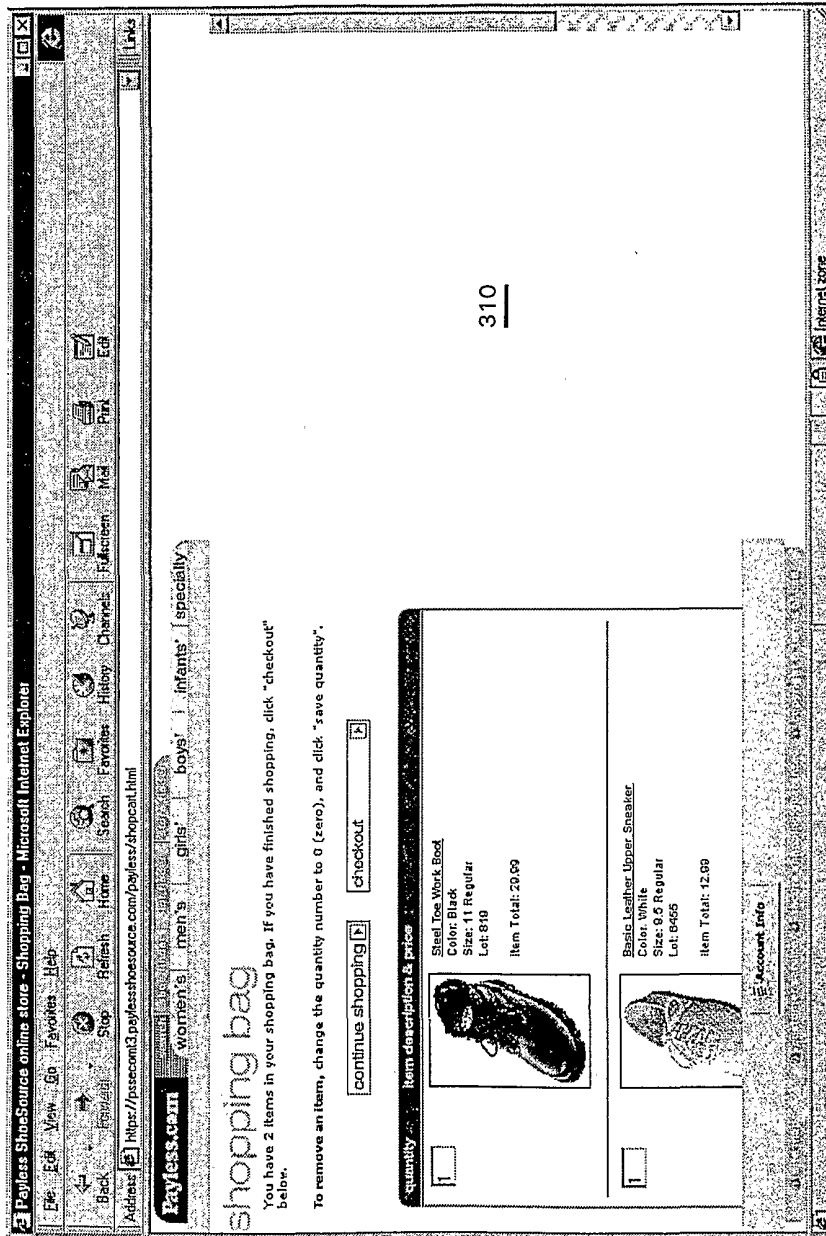 Payless ShoeSource online store - Shopping Bag - Microsoft Internet Explorer
File Edit View Go Favorites Help
Back Forward Stop Refresh Home Search Favorites History Channels Fullscreen Mail Print Edit
Address https://pssecomt3.paylessshoesource.com/payless/shopcart.html Links
Payless.com
women's men's girls' boys' infants' specialty
shopping bag
You have 2 items in your shopping bag. If you have finished shopping, click "checkout"
below.
To remove an item, change the quantity number to 0 (zero), and click "save quantity".
continue shopping checkout
quantity item description & price
1
Steel Toe Work Boot
Color: Black
Size: 11 Regular
Lot: 819
Item Total: 29.99
1
Basic Leather Upper Sneaker
Color: White
Size: 9.5 Regular
Lot: 6455
Item Total: 12.99
310
Account Info
Internet zone